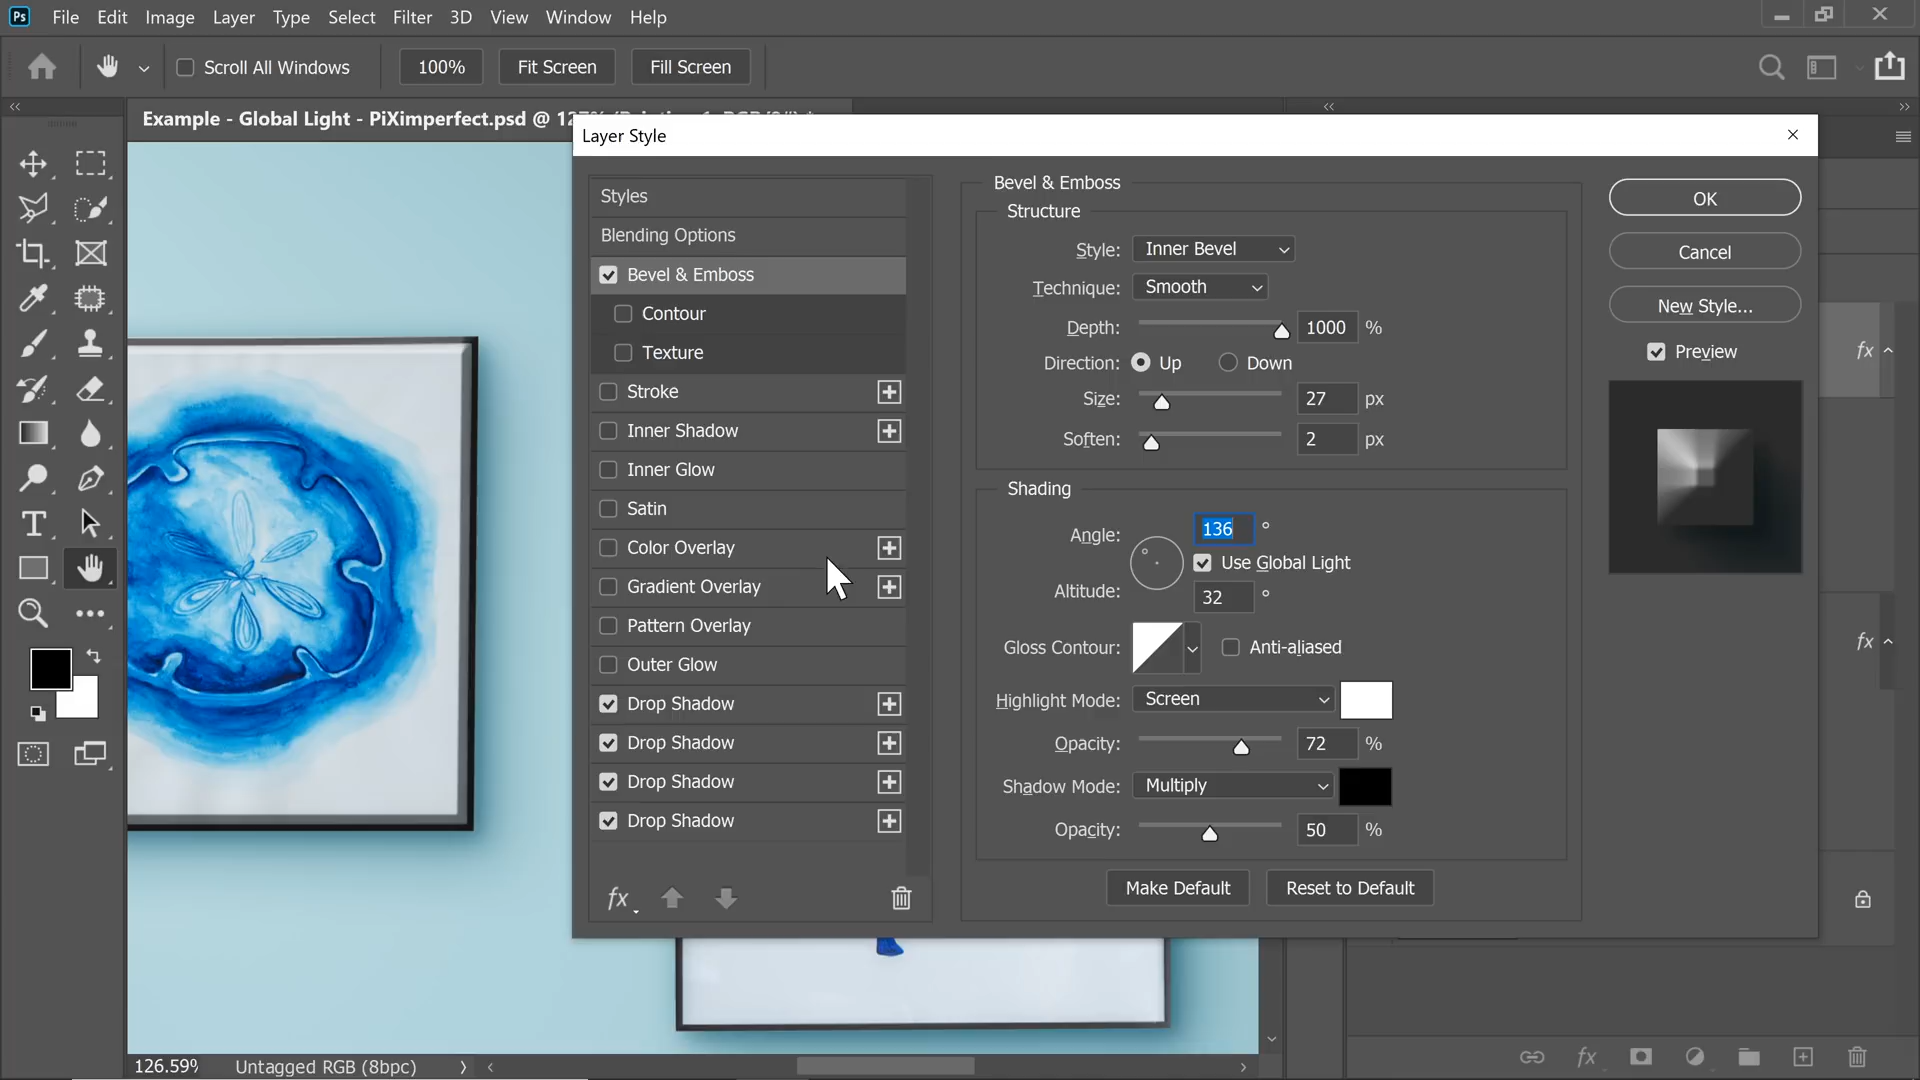 Ps File Edit Image Layer Type Select Filter 3D View Window Help
Scroll All Windows 100% Fit Screen Fill Screen
Example - Global Light - PiXimperfect.psd @
Layer Style
Styles
Blending Options
Bevel & Emboss
Contour
Texture
Stroke
Inner Shadow
Inner Glow
Satin
Color Overlay
Gradient Overlay
Pattern Overlay
Outer Glow
Drop Shadow
Drop Shadow
Drop Shadow
Drop Shadow
fx
Bevel & Emboss
Structure
Style: Inner Bevel
Technique: Smooth
Depth: 1000 %
Direction: Up Down
Size: 27 px
Soften: 2 px
Shading
Angle: 136 °
Use Global Light
Altitude: 32 °
Gloss Contour: Anti-aliased
Highlight Mode: Screen
Opacity: 72 %
Shadow Mode: Multiply
Opacity: 50 %
Make Default Reset to Default
OK
Cancel
New Style...
Preview
fx
fx
126.59% Untagged RGB (8bpc)
fx